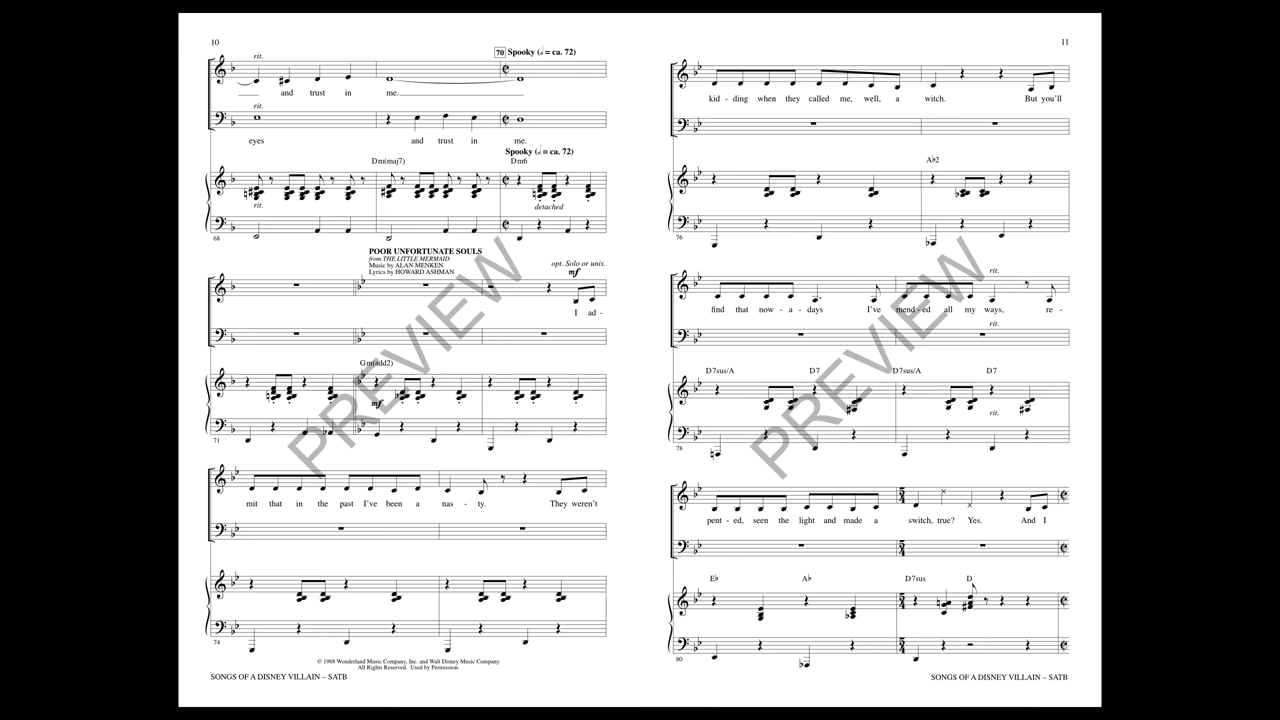 10
rit.
70 Spooky (𝅗𝅥 = ca. 72)
and trust in me.
rit.
eyes and trust in me.
Spooky (𝅗𝅥 = ca. 72)
Dm(maj7) Dm6
rit. detached
68
POOR UNFORTUNATE SOULS
from THE LITTLE MERMAID
Music by ALAN MENKEN
Lyrics by HOWARD ASHMAN
opt. Solo or unis.
mf
I ad -
Gm(add2)
mf
71
mit that in the past I've been a nas - ty. They weren't
74
© 1988 Wonderland Music Company, Inc. and Walt Disney Music Company
All Rights Reserved. Used by Permission.
SONGS OF A DISNEY VILLAIN – SATB
PREVIEW
11
kid - ding when they called me, well, a witch. But you'll
A♭2
76
rit.
find that now - a - days I've mend - ed all my ways, re -
rit.
D7sus/A D7 D7sus/A D7
rit.
78
pent - ed, seen the light and made a switch, true? Yes. And I
E♭ A♭ D7sus D
80
SONGS OF A DISNEY VILLAIN – SATB
PREVIEW